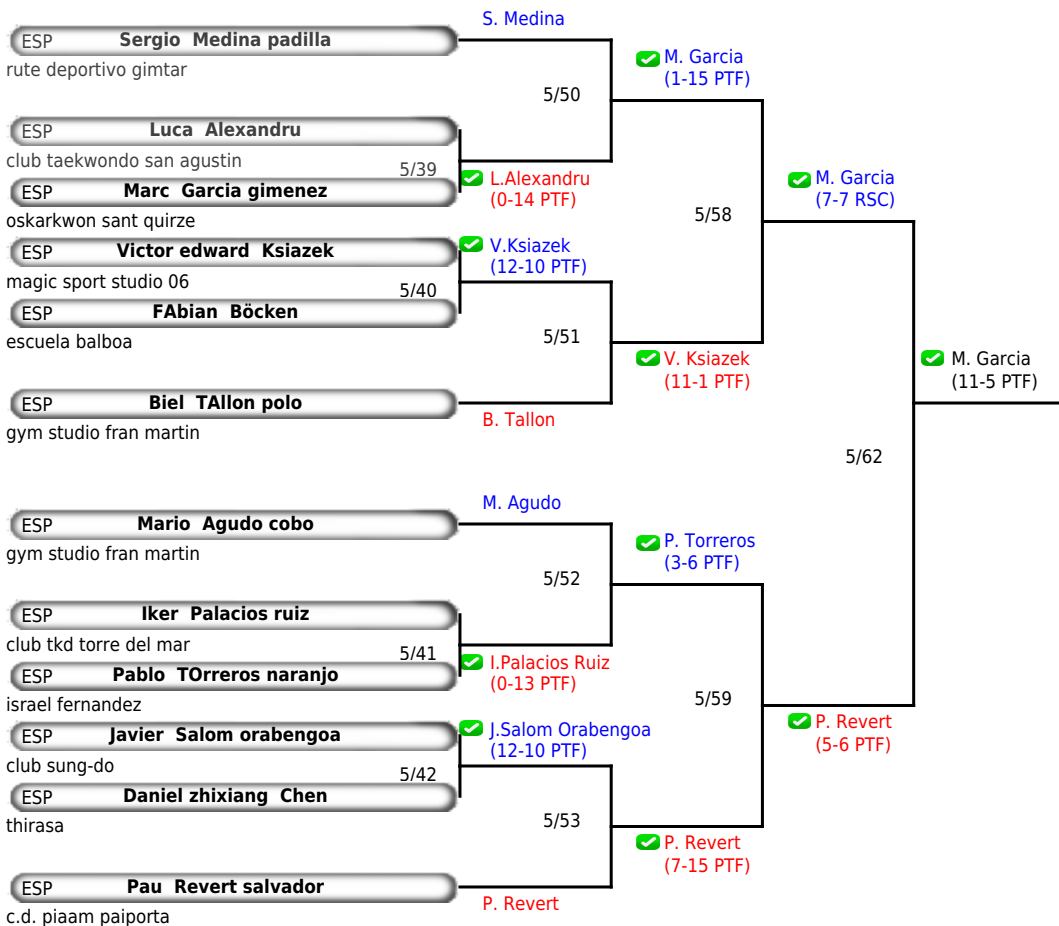 S. Medina
ESP Sergio Medina padilla
rute deportivo gimtar
M. Garcia
(1-15 PTF)
5/50
ESP Luca Alexandru
club taekwondo san agustin
5/39
ESP Marc Garcia gimenez
oskarkwon sant quirze
L.Alexandru
(0-14 PTF)
M. Garcia
(7-7 RSC)
5/58
ESP Victor edward Ksiazek
magic sport studio 06
V.Ksiazek
(12-10 PTF)
5/40
ESP FAbian Böcken
escuela balboa
5/51
V. Ksiazek
(11-1 PTF)
M. Garcia
(11-5 PTF)
ESP Biel TAllon polo
gym studio fran martin
B. Tallon
5/62
M. Agudo
ESP Mario Agudo cobo
gym studio fran martin
P. Torreros
(3-6 PTF)
5/52
ESP Iker Palacios ruiz
club tkd torre del mar
5/41
ESP Pablo TOrreros naranjo
israel fernandez
I.Palacios Ruiz
(0-13 PTF)
5/59
P. Revert
(5-6 PTF)
ESP Javier Salom orabengoa
club sung-do
J.Salom Orabengoa
(12-10 PTF)
5/42
ESP Daniel zhixiang Chen
thirasa
5/53
P. Revert
(7-15 PTF)
ESP Pau Revert salvador
c.d. piaam paiporta
P. Revert